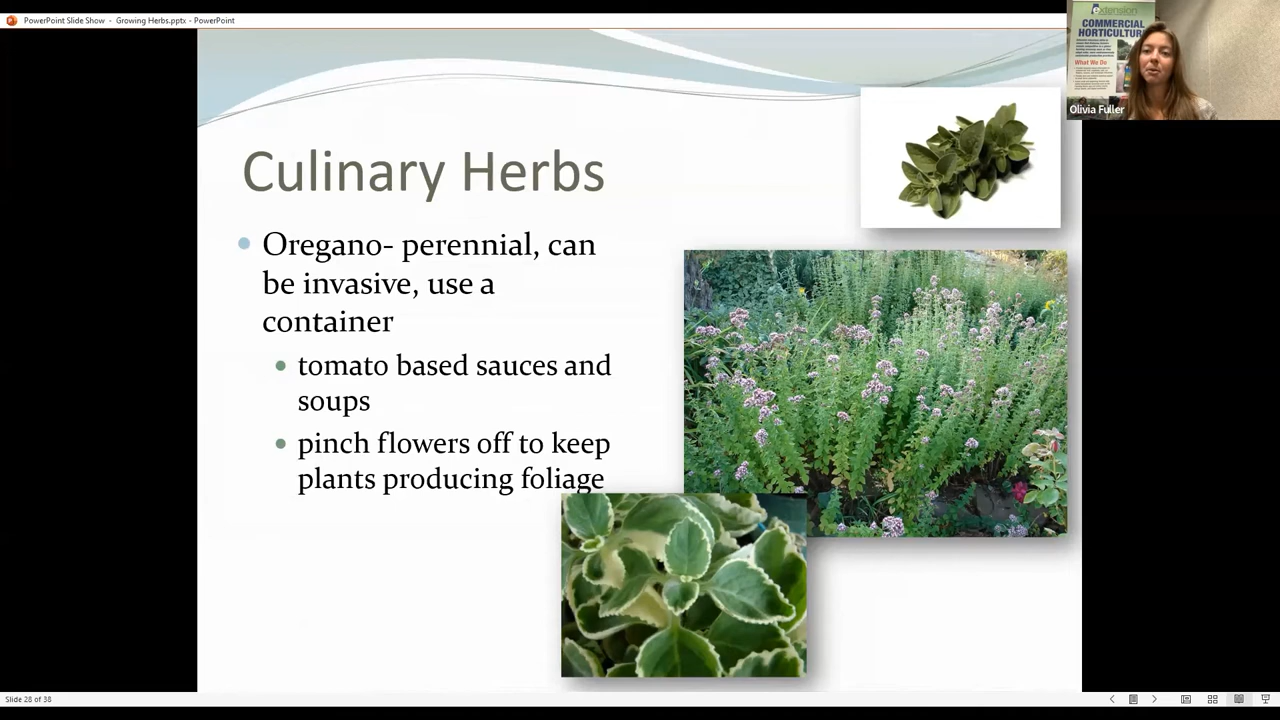 PowerPoint Slide Show - Growing Herbs.pptx - PowerPoint
extension
COMMERCIAL
HORTICULTURE
What We Do
Olivia Fuller
Culinary Herbs
Oregano- perennial, can
be invasive, use a
container
tomato based sauces and
soups
pinch flowers off to keep
plants producing foliage
Slide 28 of 38